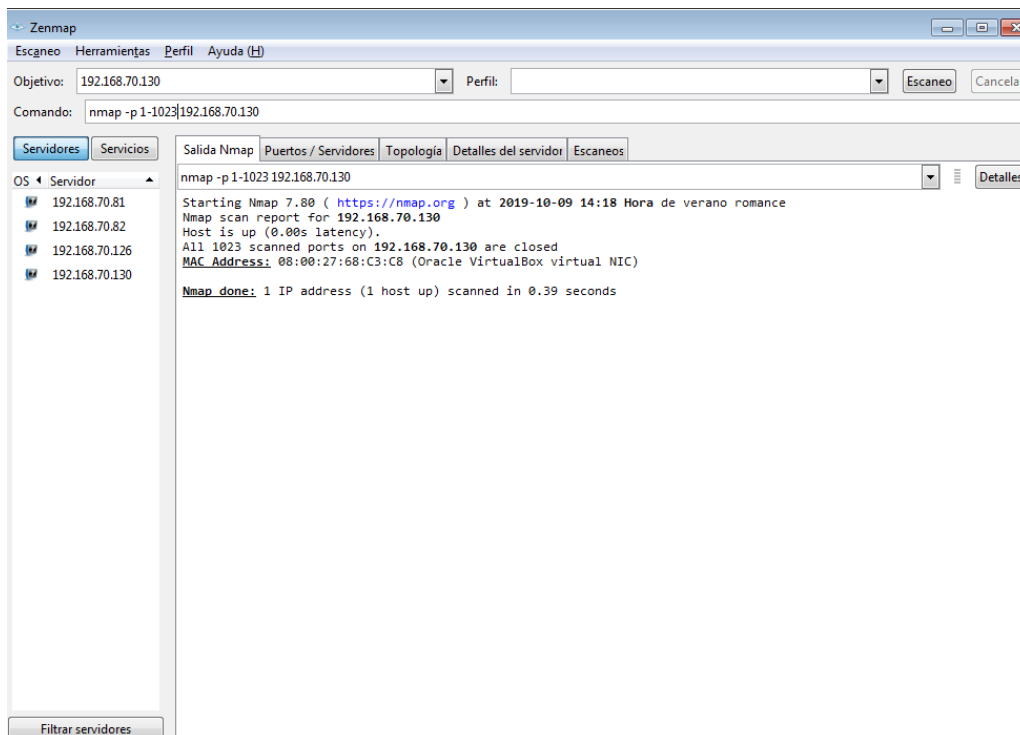 Zenmap
Escaneo Herramientas Perfil Ayuda (H)
Objetivo: 192.168.70.130 Perfil: Escaneo Cancela
Comando: nmap -p 1-1023 192.168.70.130
Servidores Servicios Salida Nmap Puertos / Servidores Topología Detalles del servidor Escaneos
OS Servidor nmap -p 1-1023 192.168.70.130 Detalles
192.168.70.81
192.168.70.82
192.168.70.126
192.168.70.130
Starting Nmap 7.80 ( https://nmap.org ) at 2019-10-09 14:18 Hora de verano romance
Nmap scan report for 192.168.70.130
Host is up (0.00s latency).
All 1023 scanned ports on 192.168.70.130 are closed
MAC Address: 08:00:27:68:C3:C8 (Oracle VirtualBox virtual NIC)
Nmap done: 1 IP address (1 host up) scanned in 0.39 seconds
Filtrar servidores